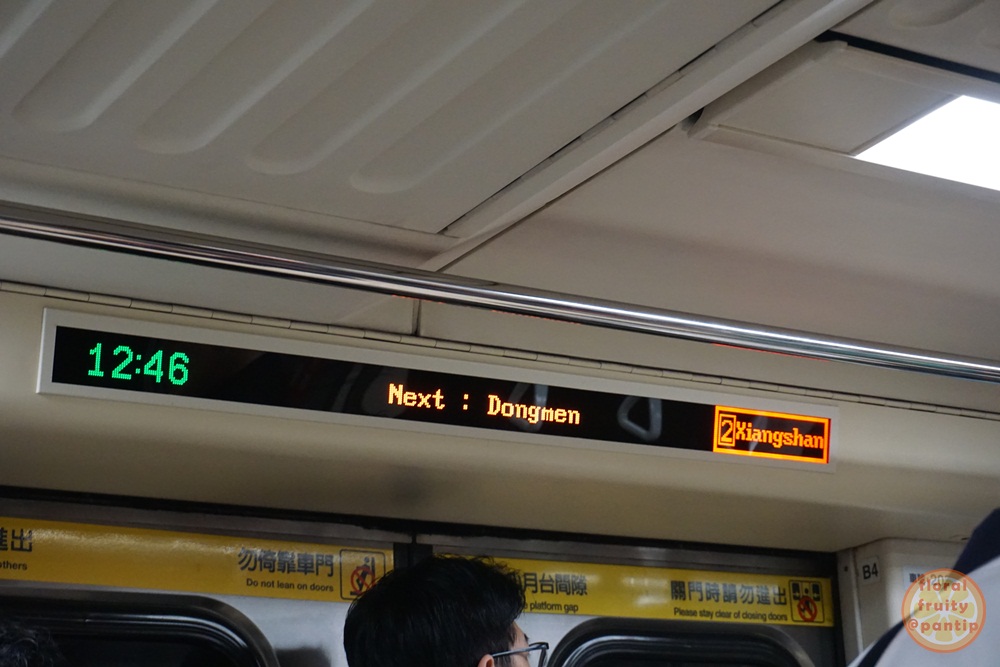 12:46
Next : Dongmen
2 Xiangshan
進出
勿倚靠車門
Do not lean on doors
月台間隙
platform gap
關門時請勿進出
Please stay clear of closing doors
B4
floral
fruity
@pantip